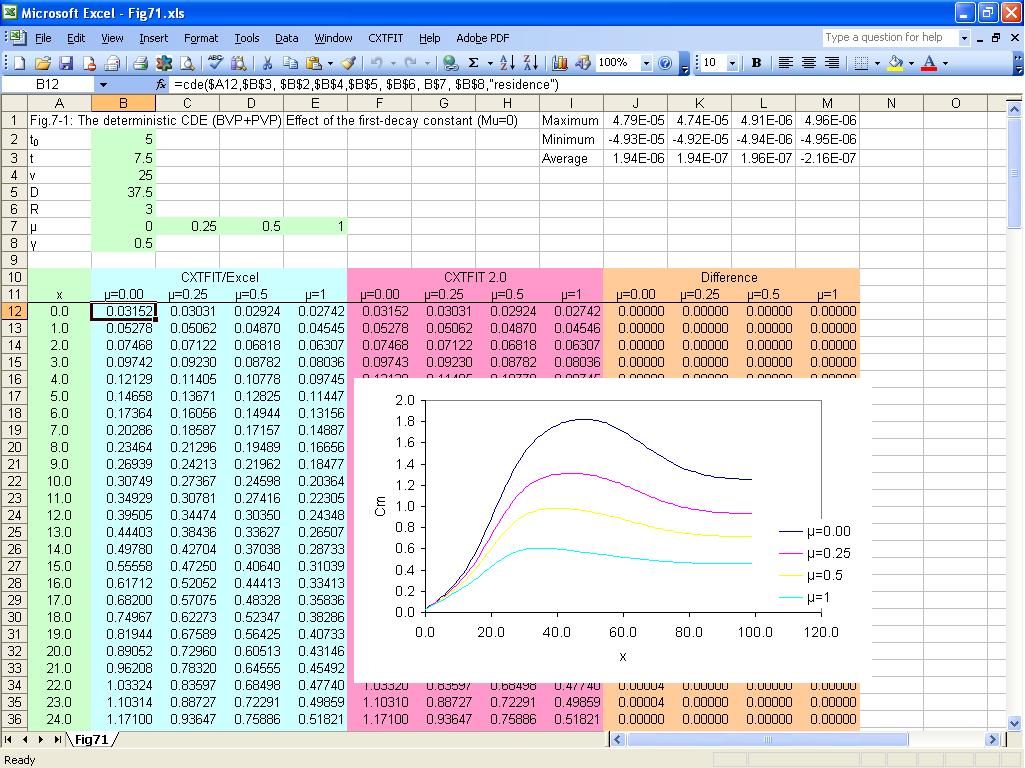 Microsoft Excel - Fig71.xls
File Edit View Insert Format Tools Data Window CXTFIT Help Adobe PDF Type a question for help
100% 10 B
B12 fx =cde($A12,$B$3, $B$2,$B$4,$B$5, $B$6, B$7, $B$8,"residence")
A B C D E F G H I J K L M N O
1 Fig.7-1: The deterministic CDE (BVP+PVP) Effect of the first-decay constant (Mu=0) Maximum 4.79E-05 4.74E-05 4.91E-06 4.96E-06
2 t0 5 Minimum -4.93E-05 -4.92E-05 -4.94E-06 -4.95E-06
3 t 7.5 Average 1.94E-06 1.94E-07 1.96E-07 -2.16E-07
4 v 25
5 D 37.5
6 R 3
7 μ 0 0.25 0.5 1
8 γ 0.5
9
10 CXTFIT/Excel CXTFIT 2.0 Difference
11 x μ=0.00 μ=0.25 μ=0.5 μ=1 μ=0.00 μ=0.25 μ=0.5 μ=1 μ=0.00 μ=0.25 μ=0.5 μ=1
12 0.0 0.03152 0.03031 0.02924 0.02742 0.03152 0.03031 0.02924 0.02742 0.00000 0.00000 0.00000 0.00000
13 1.0 0.05278 0.05062 0.04870 0.04545 0.05278 0.05062 0.04870 0.04546 0.00000 0.00000 0.00000 0.00000
14 2.0 0.07468 0.07122 0.06818 0.06307 0.07468 0.07122 0.06818 0.06307 0.00000 0.00000 0.00000 0.00000
15 3.0 0.09742 0.09230 0.08782 0.08036 0.09743 0.09230 0.08782 0.08036 0.00000 0.00000 0.00000 0.00000
16 4.0 0.12129 0.11405 0.10778 0.09745
17 5.0 0.14658 0.13671 0.12825 0.11447
18 6.0 0.17364 0.16056 0.14944 0.13156
19 7.0 0.20286 0.18587 0.17157 0.14887
20 8.0 0.23464 0.21296 0.19489 0.16656
21 9.0 0.26939 0.24213 0.21962 0.18477
22 10.0 0.30749 0.27367 0.24598 0.20364
23 11.0 0.34929 0.30781 0.27416 0.22305
24 12.0 0.39505 0.34474 0.30350 0.24348
25 13.0 0.44403 0.38436 0.33627 0.26507
26 14.0 0.49780 0.42704 0.37038 0.28733
27 15.0 0.55558 0.47250 0.40640 0.31039
28 16.0 0.61712 0.52052 0.44413 0.33413
29 17.0 0.68200 0.57075 0.48328 0.35836
30 18.0 0.74967 0.62273 0.52347 0.38286
31 19.0 0.81944 0.67589 0.56425 0.40733
32 20.0 0.89052 0.72960 0.60513 0.43146
33 21.0 0.96208 0.78320 0.64555 0.45492
34 22.0 1.03324 0.83597 0.68498 0.47740 1.03320 0.83597 0.68498 0.47740 0.00004 0.00000 0.00000 0.00000
35 23.0 1.10314 0.88727 0.72291 0.49859 1.10310 0.88727 0.72291 0.49859 0.00004 0.00000 0.00000 0.00000
36 24.0 1.17100 0.93647 0.75886 0.51821 1.17100 0.93647 0.75886 0.51821 0.00000 0.00000 0.00000 0.00000
2.0
1.8
1.6
1.4
1.2
1.0
0.8
0.6
0.4
0.2
0.0
Cm
0.0 20.0 40.0 60.0 80.0 100.0 120.0
x
μ=0.00
μ=0.25
μ=0.5
μ=1
Fig71
Ready